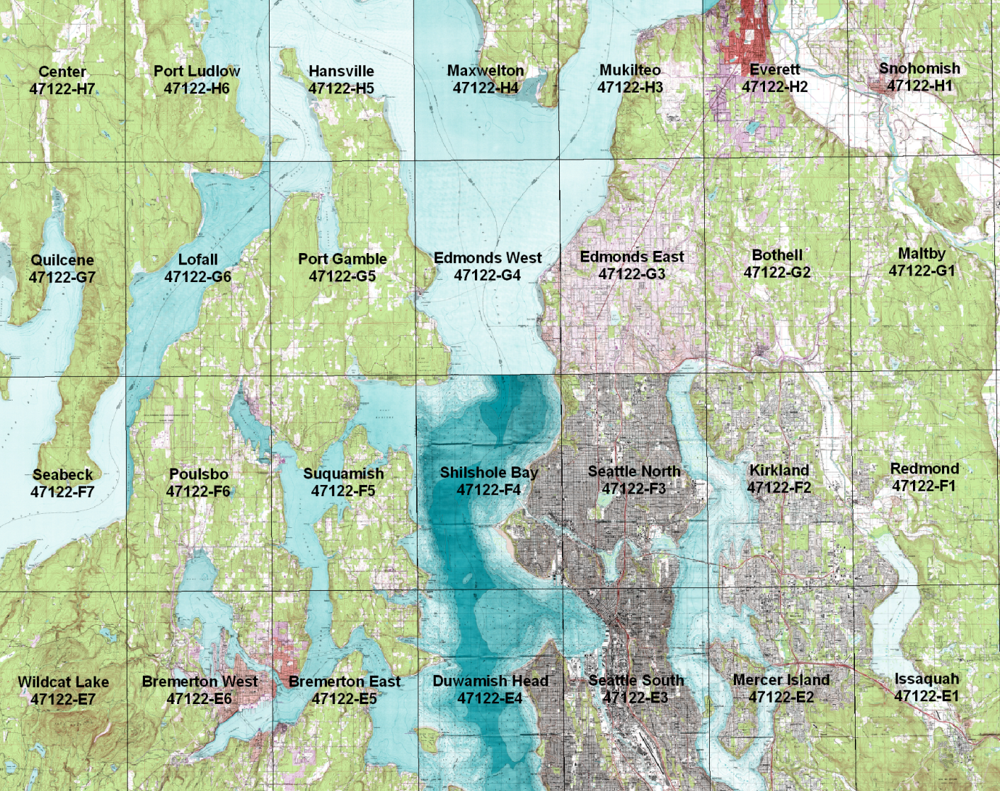 Center
47122-H7
Port Ludlow
47122-H6
Hansville
47122-H5
Maxwelton
47122-H4
Mukilteo
47122-H3
Everett
47122-H2
Snohomish
47122-H1
Quilcene
47122-G7
Lofall
47122-G6
Port Gamble
47122-G5
Edmonds West
47122-G4
Edmonds East
47122-G3
Bothell
47122-G2
Maltby
47122-G1
Seabeck
47122-F7
Poulsbo
47122-F6
Suquamish
47122-F5
Shilshole Bay
47122-F4
Seattle North
47122-F3
Kirkland
47122-F2
Redmond
47122-F1
Wildcat Lake
47122-E7
Bremerton West
47122-E6
Bremerton East
47122-E5
Duwamish Head
47122-E4
Seattle South
47122-E3
Mercer Island
47122-E2
Issaquah
47122-E1